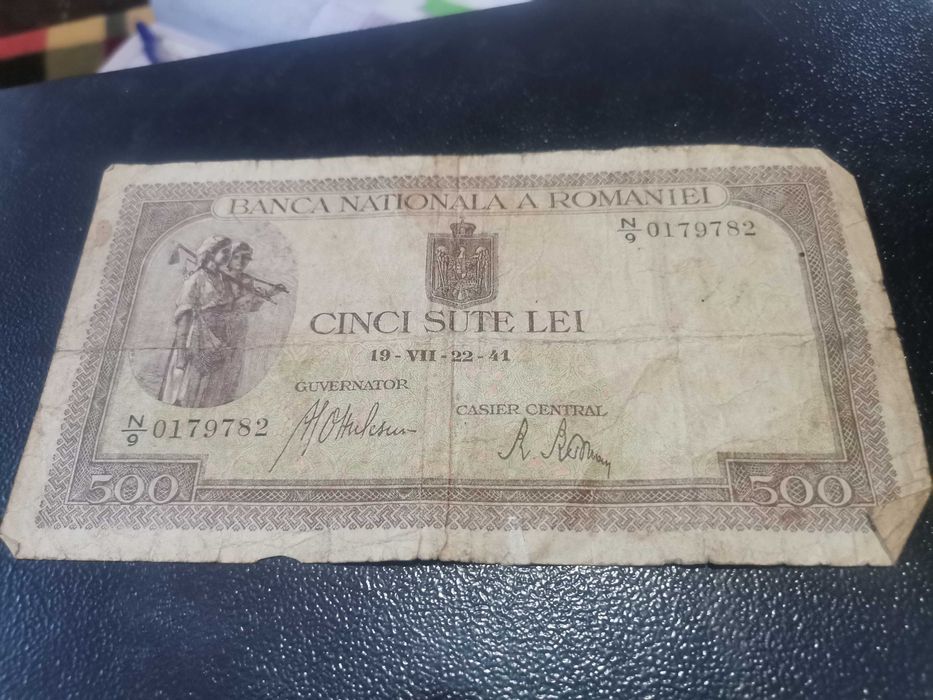 BANCA NATIONALA A ROMANIEI
N/9 0179782
CINCI SUTE LEI
19-VII-22-41
GUVERNATOR
CASIER CENTRAL
N/9 0179782
500
500